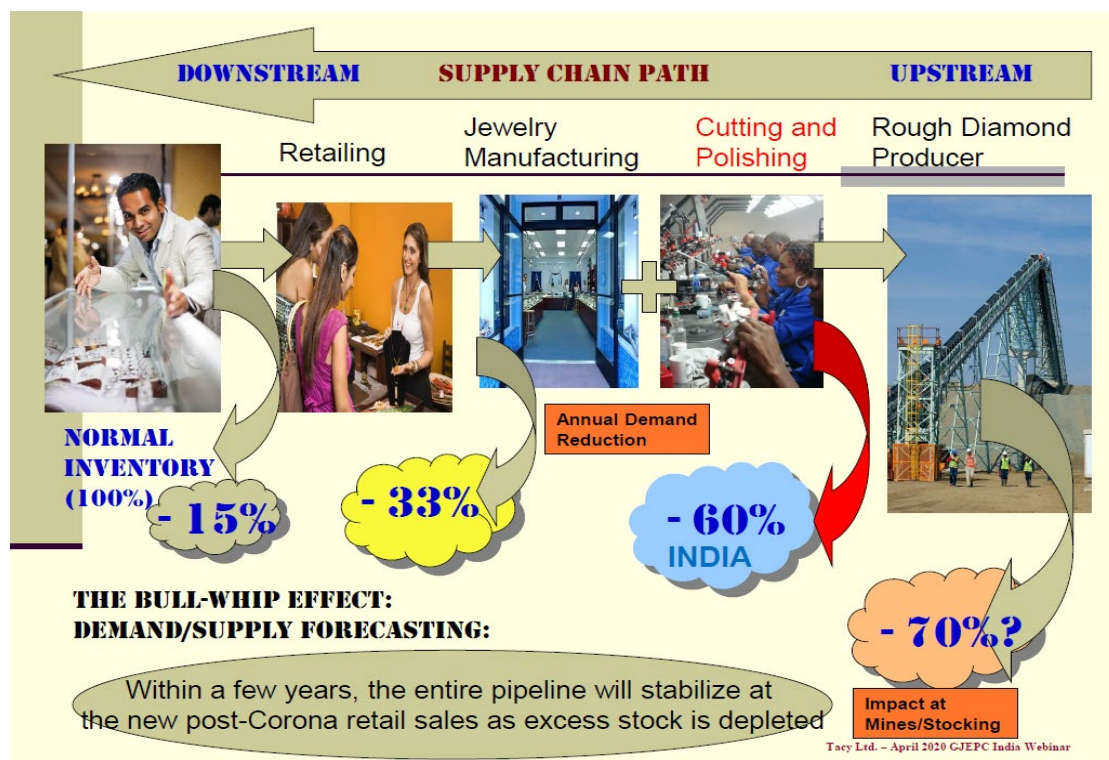 DOWNSTREAM SUPPLY CHAIN PATH UPSTREAM
Retailing
Jewelry
Manufacturing
Cutting and
Polishing
Rough Diamond
Producer
NORMAL
INVENTORY
(100%)
- 15%
- 33%
Annual Demand
Reduction
- 60%
INDIA
- 70%?
Impact at
Mines/Stocking
THE BULL-WHIP EFFECT:
DEMAND/SUPPLY FORECASTING:
Within a few years, the entire pipeline will stabilize at
the new post-Corona retail sales as excess stock is depleted
Tacy Ltd. – April 2020 GJEPC India Webinar